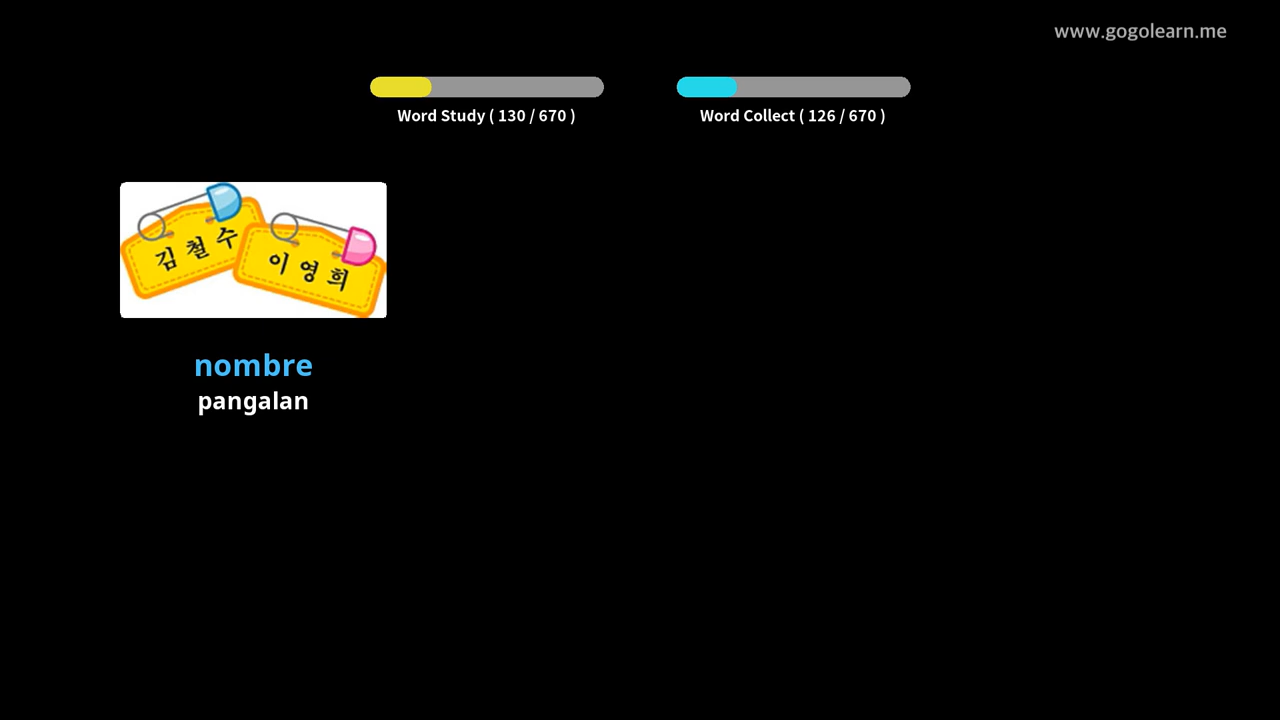 www.gogolearn.me
Word Study ( 130 / 670 )
Word Collect ( 126 / 670 )
김철수
이영희
nombre
pangalan